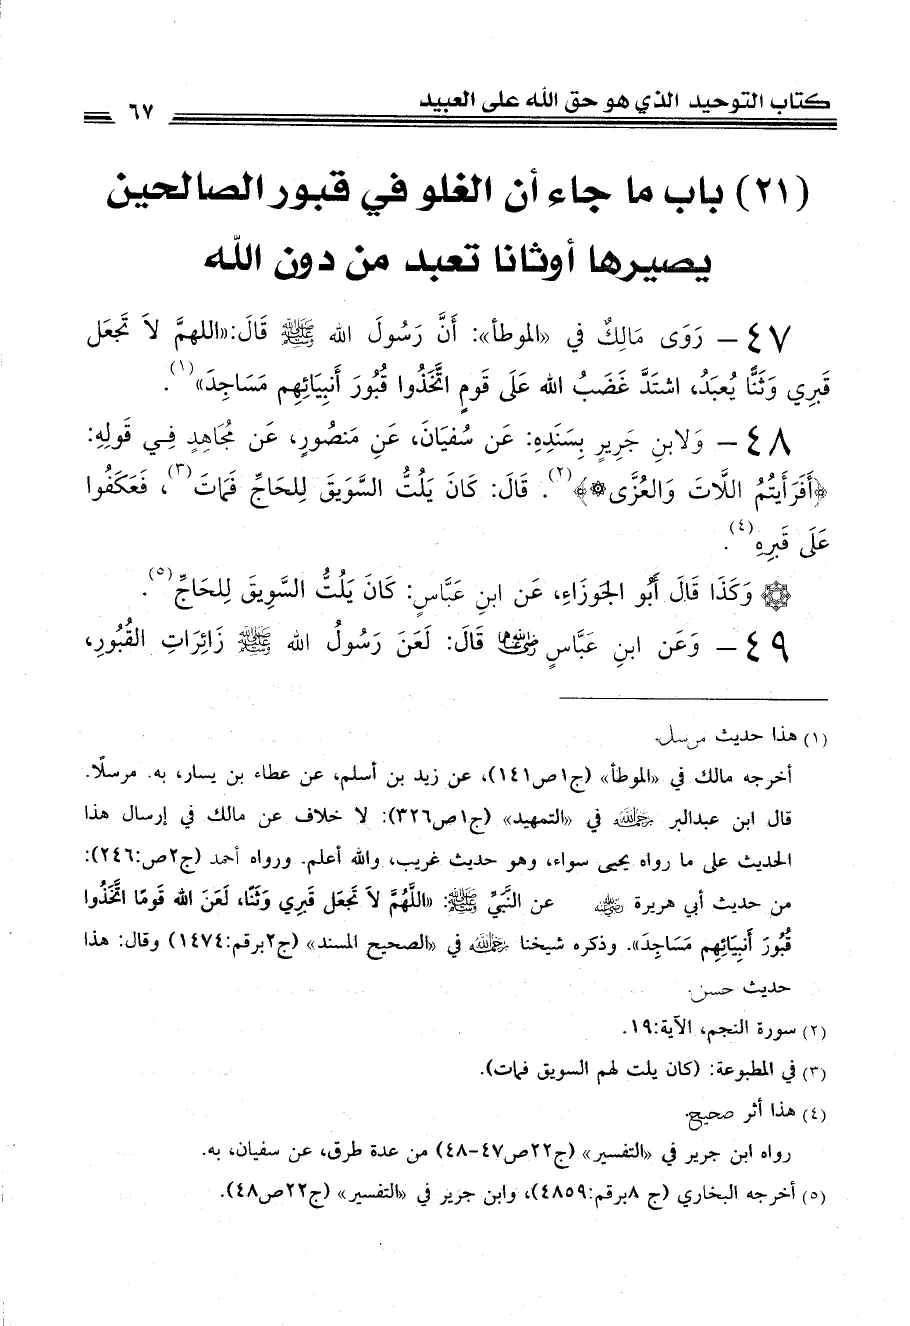 كتاب التوحيد الذي هو حق الله على العبيد
٦٧
(٢١) باب ما جاء أن الغلو في قبور الصالحين
يصيرها أوثانا تعبد من دون الله
٤٧ – رَوَى مَالِكٌ فِي «الموطأ»: أَنَّ رَسُولَ الله ﷺ قَالَ:«اللهمَّ لاَ تَجْعَل
قَبْرِي وَثَنًا يُعبَدُ، اشتَدَّ غَضَبُ الله عَلَى قَومٍ اتَّخَذُوا قُبُورَ أَنبِيَائِهِم مَسَاجِدَ»(١).
٤٨ – وَلابنِ جَرِيرٍ بِسَنَدِهِ: عَن سُفيَانَ، عَنِ مَنصُورٍ، عَن مُجَاهِدٍ فِي قَولِهِ:
﴿أَفَرَأَيتُمُ اللَّاتَ وَالعُزَّى۞﴾(٢). قَالَ: كَانَ يَلُتُّ السَّوِيقَ لِلحَاجِّ فَمَاتَ(٣)، فَعَكَفُوا
عَلَى قَبرِهِ(٤).
۞ وَكَذَا قَالَ أَبُو الجَوزَاءِ، عَن ابنِ عَبَّاسٍ: كَانَ يَلُتُّ السَّوِيقَ لِلحَاجِّ(٥).
٤٩ – وَعَن ابنِ عَبَّاسٍ رضي الله عنهما قَالَ: لَعَنَ رَسُولُ الله ﷺ زَائِرَاتِ القُبُورِ،
(١) هذا حديث مرسل.
أخرجه مالك في «الموطأ» (ج١ص١٤١)، عن زيد بن أسلم، عن عطاء بن يسار، به. مرسلًا.
قال ابن عبدالبر رحمه الله في «التمهيد» (ج١ص٣٢٦): لا خلاف عن مالك في إرسال هذا
الحديث على ما رواه يحيى سواء، وهو حديث غريب، والله أعلم. ورواه أحمد (ج٢ص:٢٤٦):
من حديث أبي هريرة رضي الله عنه عن النَّبِيِّ ﷺ: «اللَّهُمَّ لاَ تَجْعَل قَبْرِي وَثَنًا، لَعَنَ الله قَومًا اتَّخَذُوا
قُبُورَ أَنبِيَائِهِم مَسَاجِدَ». وذكره شيخنا رحمه الله في «الصحيح المسند» (ج٢برقم:١٤٧٤) وقال: هذا
حديث حسن.
(٢) سورة النجم، الآية:١٩.
(٣) في المطبوعة: (كان يلت لهم السويق فمات).
(٤) هذا أثر صحيح.
رواه ابن جرير في «التفسير» (ج٢٢ص٤٧-٤٨) من عدة طرق، عن سفيان، به.
(٥) أخرجه البخاري (ج ٨برقم:٤٨٥٩)، وابن جرير في «التفسير» (ج٢٢ص٤٨).